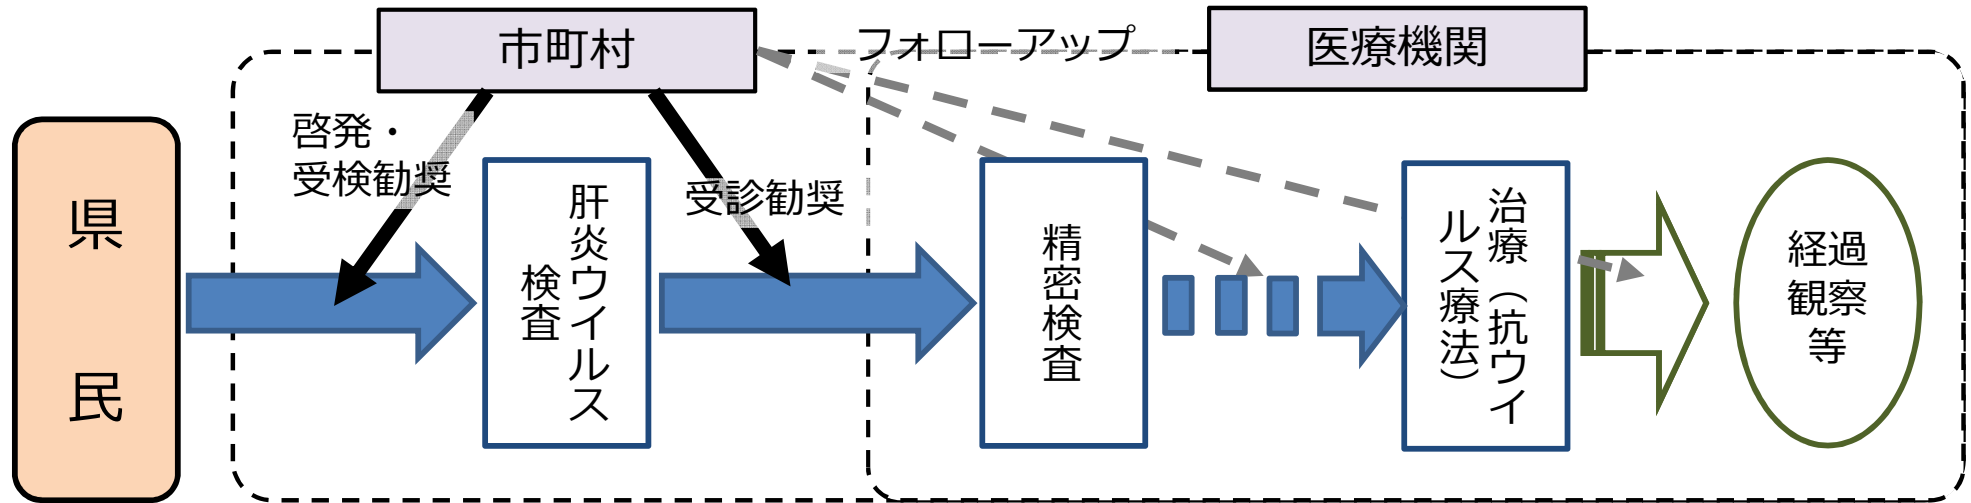 市町村
フォローアップ
医療機関
啓発・
受検勧奨
受診勧奨
県
民
肝炎ウイルス
検査
精密検査
治療（抗ウイ
ルス療法）
経過
観察
等